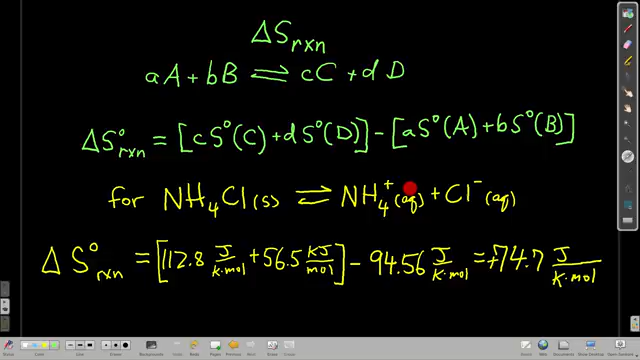 ΔS rxn
aA + bB ⇌ cC + dD
ΔS°rxn = [cS°(C) + dS°(D)] - [aS°(A) + bS°(B)]
for NH4Cl(s) ⇌ NH4+(aq) + Cl-(aq)
ΔS°rxn = [112.8 J/K·mol + 56.5 KJ/mol] - 94.56 J/K·mol = +74.7 J/K·mol